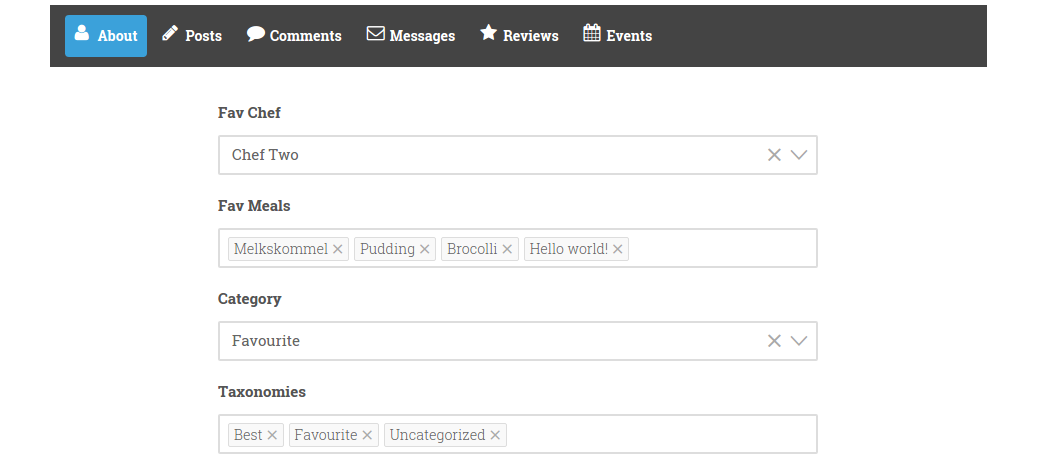 About Posts Comments Messages Reviews Events
Fav Chef
Chef Two
Fav Meals
Melkskommel Pudding Brocolli Hello world!
Category
Favourite
Taxonomies
Best Favourite Uncategorized